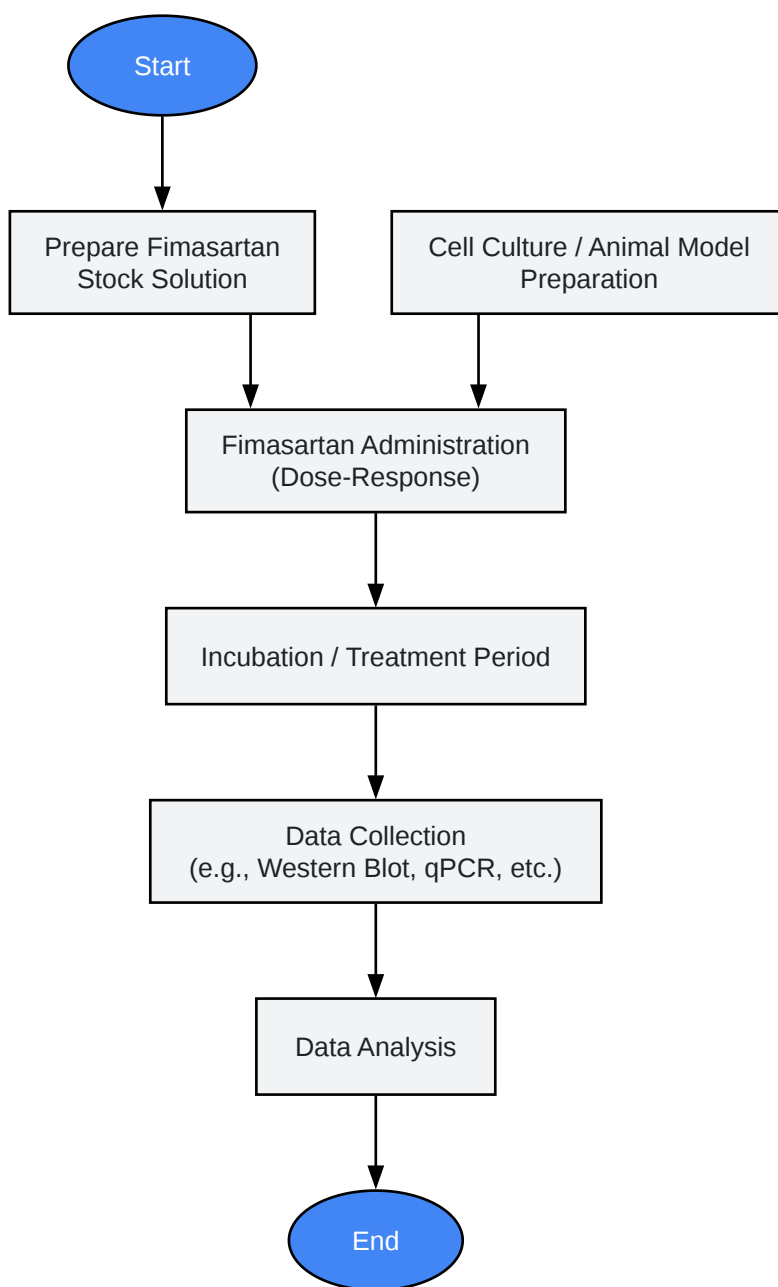 Start
Prepare Fimasartan
Stock Solution
Cell Culture / Animal Model
Preparation
Fimasartan Administration
(Dose-Response)
Incubation / Treatment Period
Data Collection
(e.g., Western Blot, qPCR, etc.)
Data Analysis
End